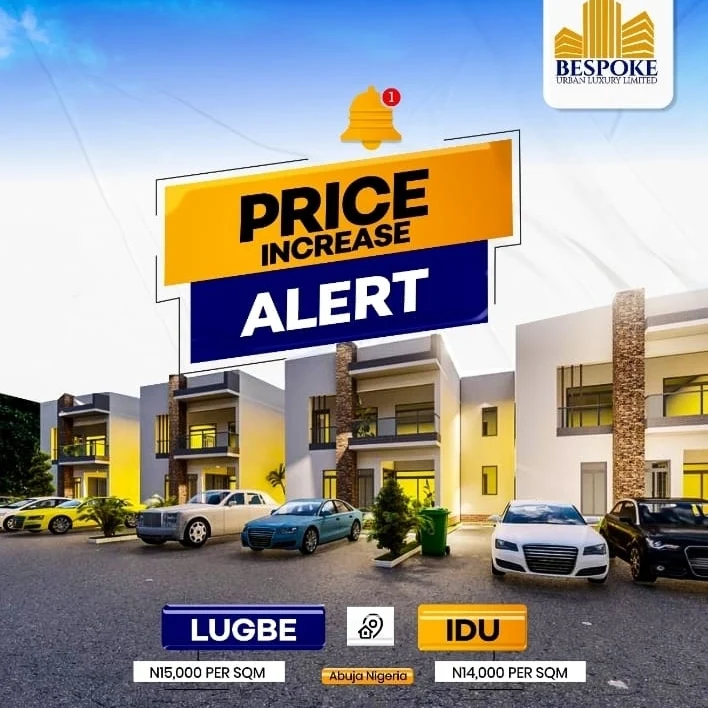 BESPOKE
URBAN LUXURY LIMITED
1
PRICE
INCREASE
ALERT
LUGBE
IDU
N15,000 PER SQM
Abuja Nigeria
N14,000 PER SQM